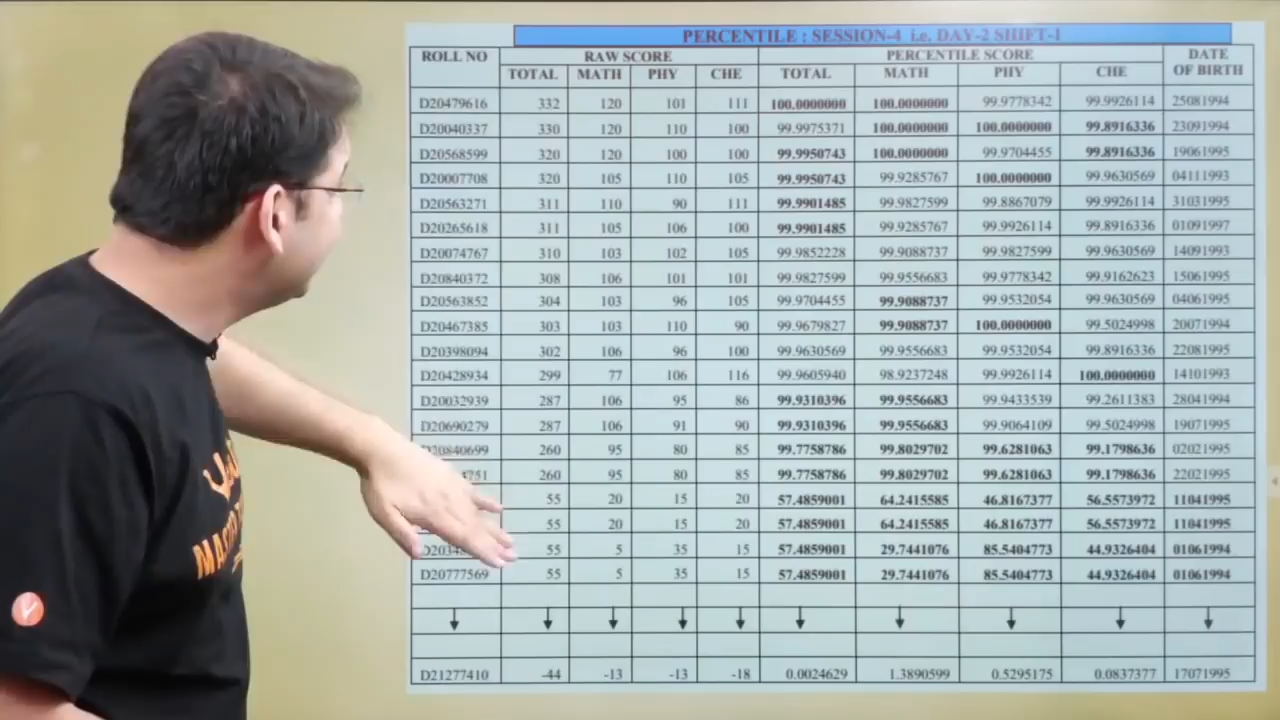 PERCENTILE : SESSION-4 i.e. DAY-2 SHIFT-1
ROLL NO RAW SCORE PERCENTILE SCORE DATE OF BIRTH
TOTAL MATH PHY CHE TOTAL MATH PHY CHE
D20479616 332 120 101 111 100.0000000 100.0000000 99.9778342 99.9926114 25081994
D20040337 330 120 110 100 99.9975371 100.0000000 100.0000000 99.8916336 23091994
D20568599 320 120 100 100 99.9950743 100.0000000 99.9704455 99.8916336 19061995
D20007708 320 105 110 105 99.9950743 99.9285767 100.0000000 99.9630569 04111993
D20563271 311 110 90 111 99.9901485 99.9827599 99.8867079 99.9926114 31031995
D20265618 311 105 106 100 99.9901485 99.9285767 99.9926114 99.8916336 01091997
D20074767 310 103 102 105 99.9852228 99.9088737 99.9827599 99.9630569 14091993
D20840372 308 106 101 101 99.9827599 99.9556683 99.9778342 99.9162623 15061995
D20563852 304 103 96 105 99.9704455 99.9088737 99.9532054 99.9630569 04061995
D20467385 303 103 110 90 99.9679827 99.9088737 100.0000000 99.5024998 20071994
D20398094 302 106 96 100 99.9630569 99.9556683 99.9532054 99.8916336 22081995
D20428934 299 77 106 116 99.9605940 98.9237248 99.9926114 100.0000000 14101993
D20032939 287 106 95 86 99.9310396 99.9556683 99.9433539 99.2611383 28041994
D20690279 287 106 91 90 99.9310396 99.9556683 99.9064109 99.5024998 19071995
D20840699 260 95 80 85 99.7758786 99.8029702 99.6281063 99.1798636 02021995
260 95 80 85 99.7758786 99.8029702 99.6281063 99.1798636 22021995
55 20 15 20 57.4859001 64.2415585 46.8167377 56.5573972 11041995
55 20 15 20 57.4859001 64.2415585 46.8167377 56.5573972 11041995
55 5 35 15 57.4859001 29.7441076 85.5404773 44.9326404 01061994
D20777569 55 5 35 15 57.4859001 29.7441076 85.5404773 44.9326404 01061994
D21277410 -44 -13 -13 -18 0.0024629 1.3890599 0.5295175 0.0837377 17071995